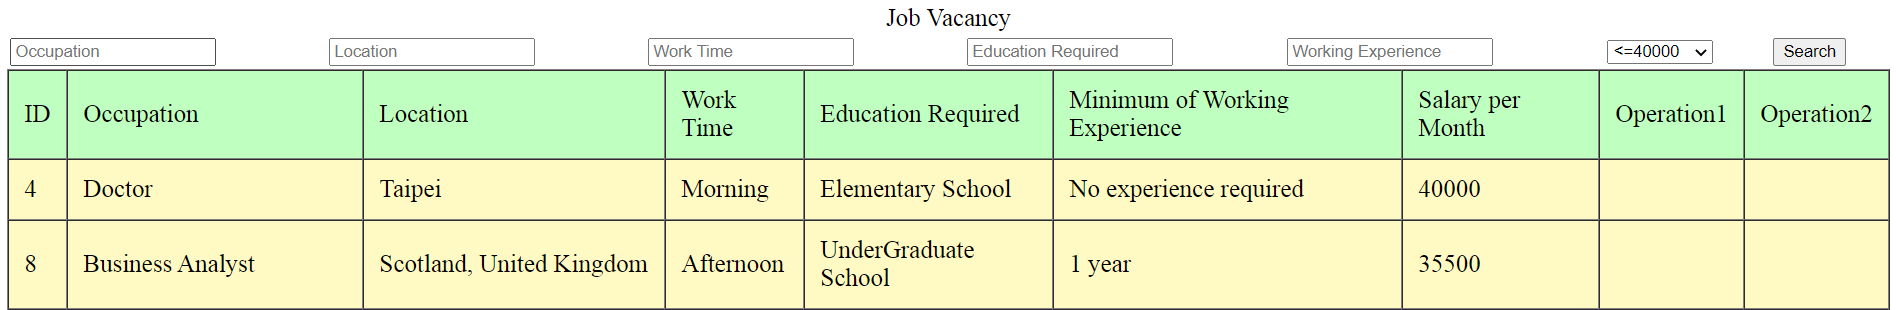 Job Vacancy
Occupation Location Work Time Education Required Working Experience <=40000 Search
ID Occupation Location Work Time Education Required Minimum of Working Experience Salary per Month Operation1 Operation2
4 Doctor Taipei Morning Elementary School No experience required 40000
8 Business Analyst Scotland, United Kingdom Afternoon UnderGraduate School 1 year 35500